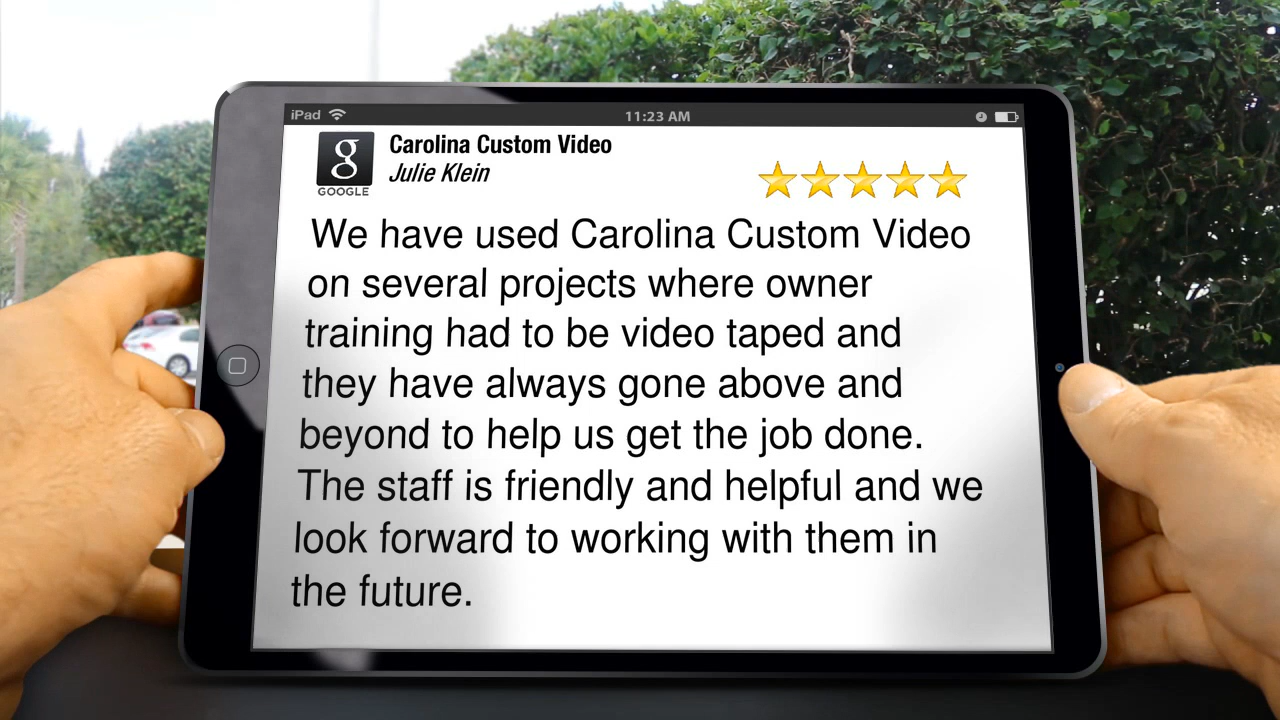 iPad 11:23 AM
g
GOOGLE
Carolina Custom Video
Julie Klein
We have used Carolina Custom Video
on several projects where owner
training had to be video taped and
they have always gone above and
beyond to help us get the job done.
The staff is friendly and helpful and we
look forward to working with them in
the future.